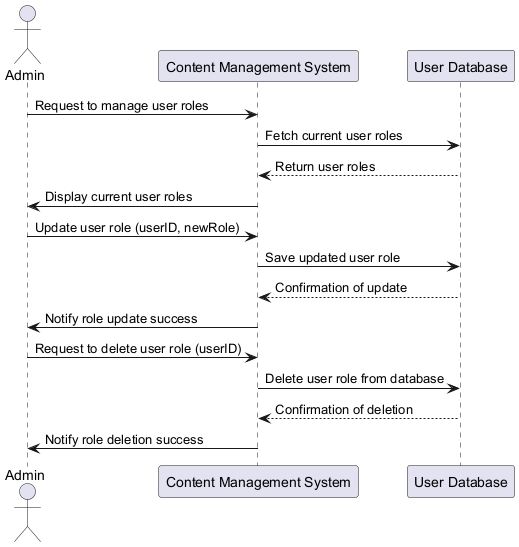 Admin
Content Management System
User Database
Request to manage user roles
Fetch current user roles
Return user roles
Display current user roles
Update user role (userID, newRole)
Save updated user role
Confirmation of update
Notify role update success
Request to delete user role (userID)
Delete user role from database
Confirmation of deletion
Notify role deletion success
Admin
Content Management System
User Database